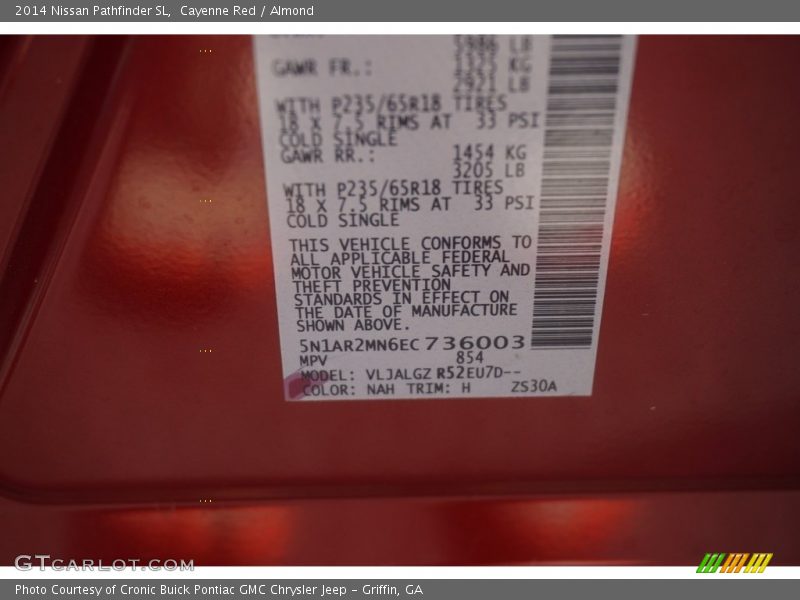 2014 Nissan Pathfinder SL, Cayenne Red / Almond
5986 LB
GAWR FR.: 1325 KG
2921 LB
WITH P235/65R18 TIRES
18 X 7.5 RIMS AT 33 PSI
COLD SINGLE
GAWR RR.: 1454 KG
3205 LB
WITH P235/65R18 TIRES
18 X 7.5 RIMS AT 33 PSI
COLD SINGLE
THIS VEHICLE CONFORMS TO
ALL APPLICABLE FEDERAL
MOTOR VEHICLE SAFETY AND
THEFT PREVENTION
STANDARDS IN EFFECT ON
THE DATE OF MANUFACTURE
SHOWN ABOVE.
5N1AR2MN6EC 736003
MPV 854
MODEL: VLJALGZ R52EU7D--
COLOR: NAH TRIM: H ZS30A
GTCARLOT.COM
Photo Courtesy of Cronic Buick Pontiac GMC Chrysler Jeep - Griffin, GA